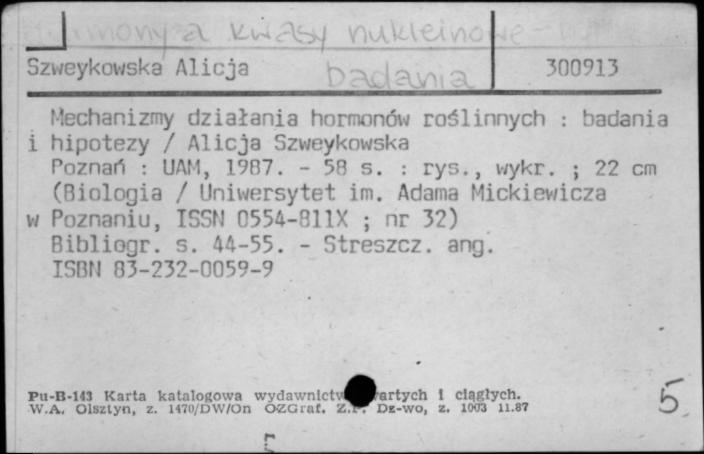 hormony a kwasy nukleinowe -
badania
Szweykowska Alicja 300913
Mechanizmy działania hormonów roślinnych : badania
i hipotezy / Alicja Szweykowska
Poznań : UAM, 1987. - 58 s. : rys., wykr. ; 22 cm
(Biologia / Uniwersytet im. Adama Mickiewicza
w Poznaniu, ISSN 0554-811X ; nr 32)
Bibliogr. s. 44-55. - Streszcz. ang.
ISBN 83-232-0059-9
Pu-B-143 Karta katalogowa wydawnictw zwartych i ciągłych.
W.A. Olsztyn, z. 1470/DW/On OZGraf. Z.P. Dz-wo, z. 1003 11.87
5